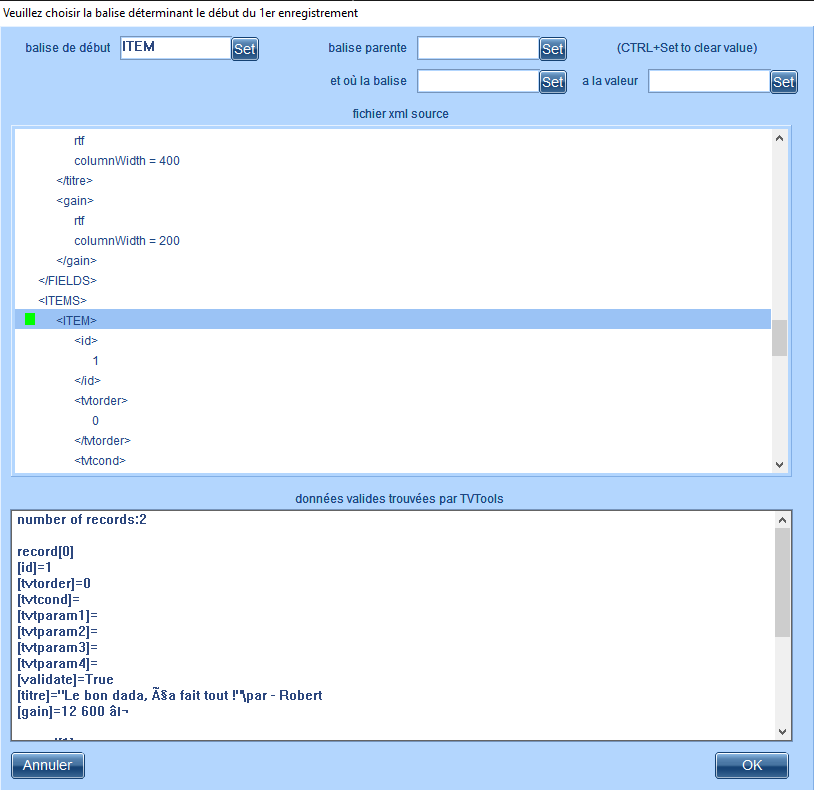 Veuillez choisir la balise déterminant le début du 1er enregistrement
balise de début ITEM Set balise parente Set (CTRL+Set to clear value)
et où la balise Set a la valeur Set
fichier xml source
rtf
columnWidth = 400
</titre>
<gain>
rtf
columnWidth = 200
</gain>
</FIELDS>
<ITEMS>
<ITEM>
<id>
1
</id>
<tvtorder>
0
</tvtorder>
<tvtcond>
données valides trouvées par TVTools
number of records:2
record[0]
[id]=1
[tvtorder]=0
[tvtcond]=
[tvtparam1]=
[tvtparam2]=
[tvtparam3]=
[tvtparam4]=
[validate]=True
[titre]="Le bon dada, Ã§a fait tout !"\par - Robert
[gain]=12 600 â‚¬
Annuler OK